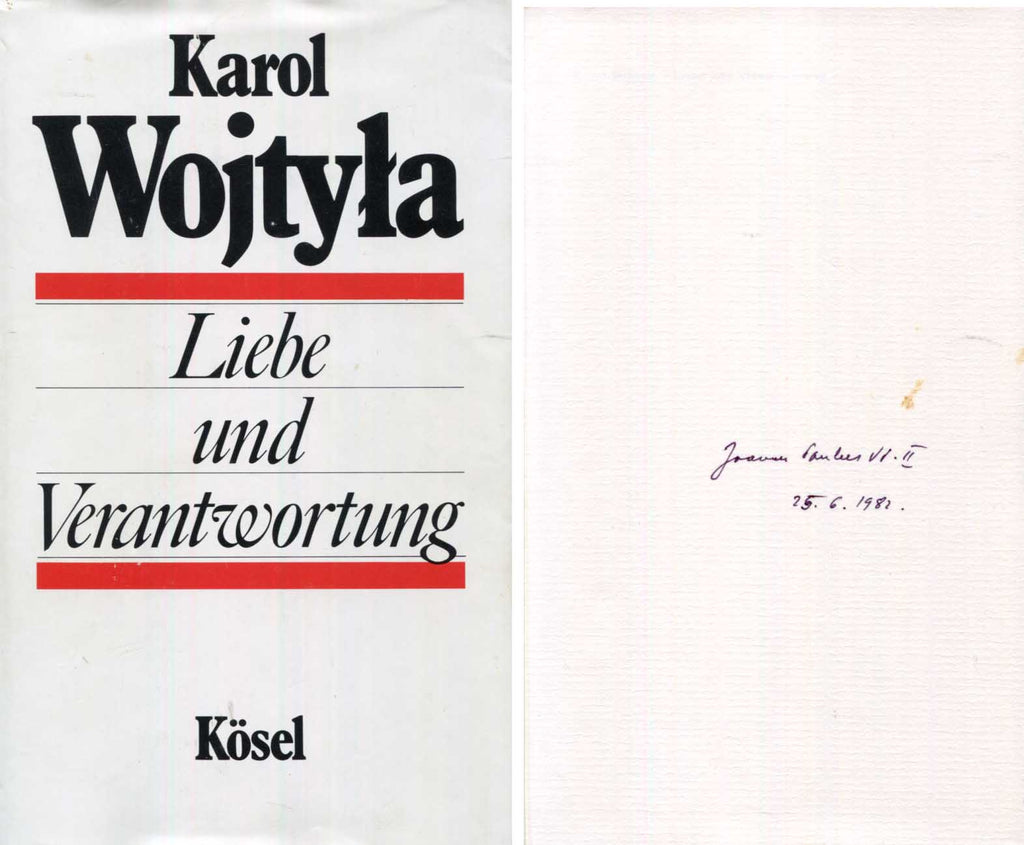 Karol
Wojtyła
Liebe
und
Verantwortung
Kösel
Joannes Paulus PP. II
25. 6. 1982.